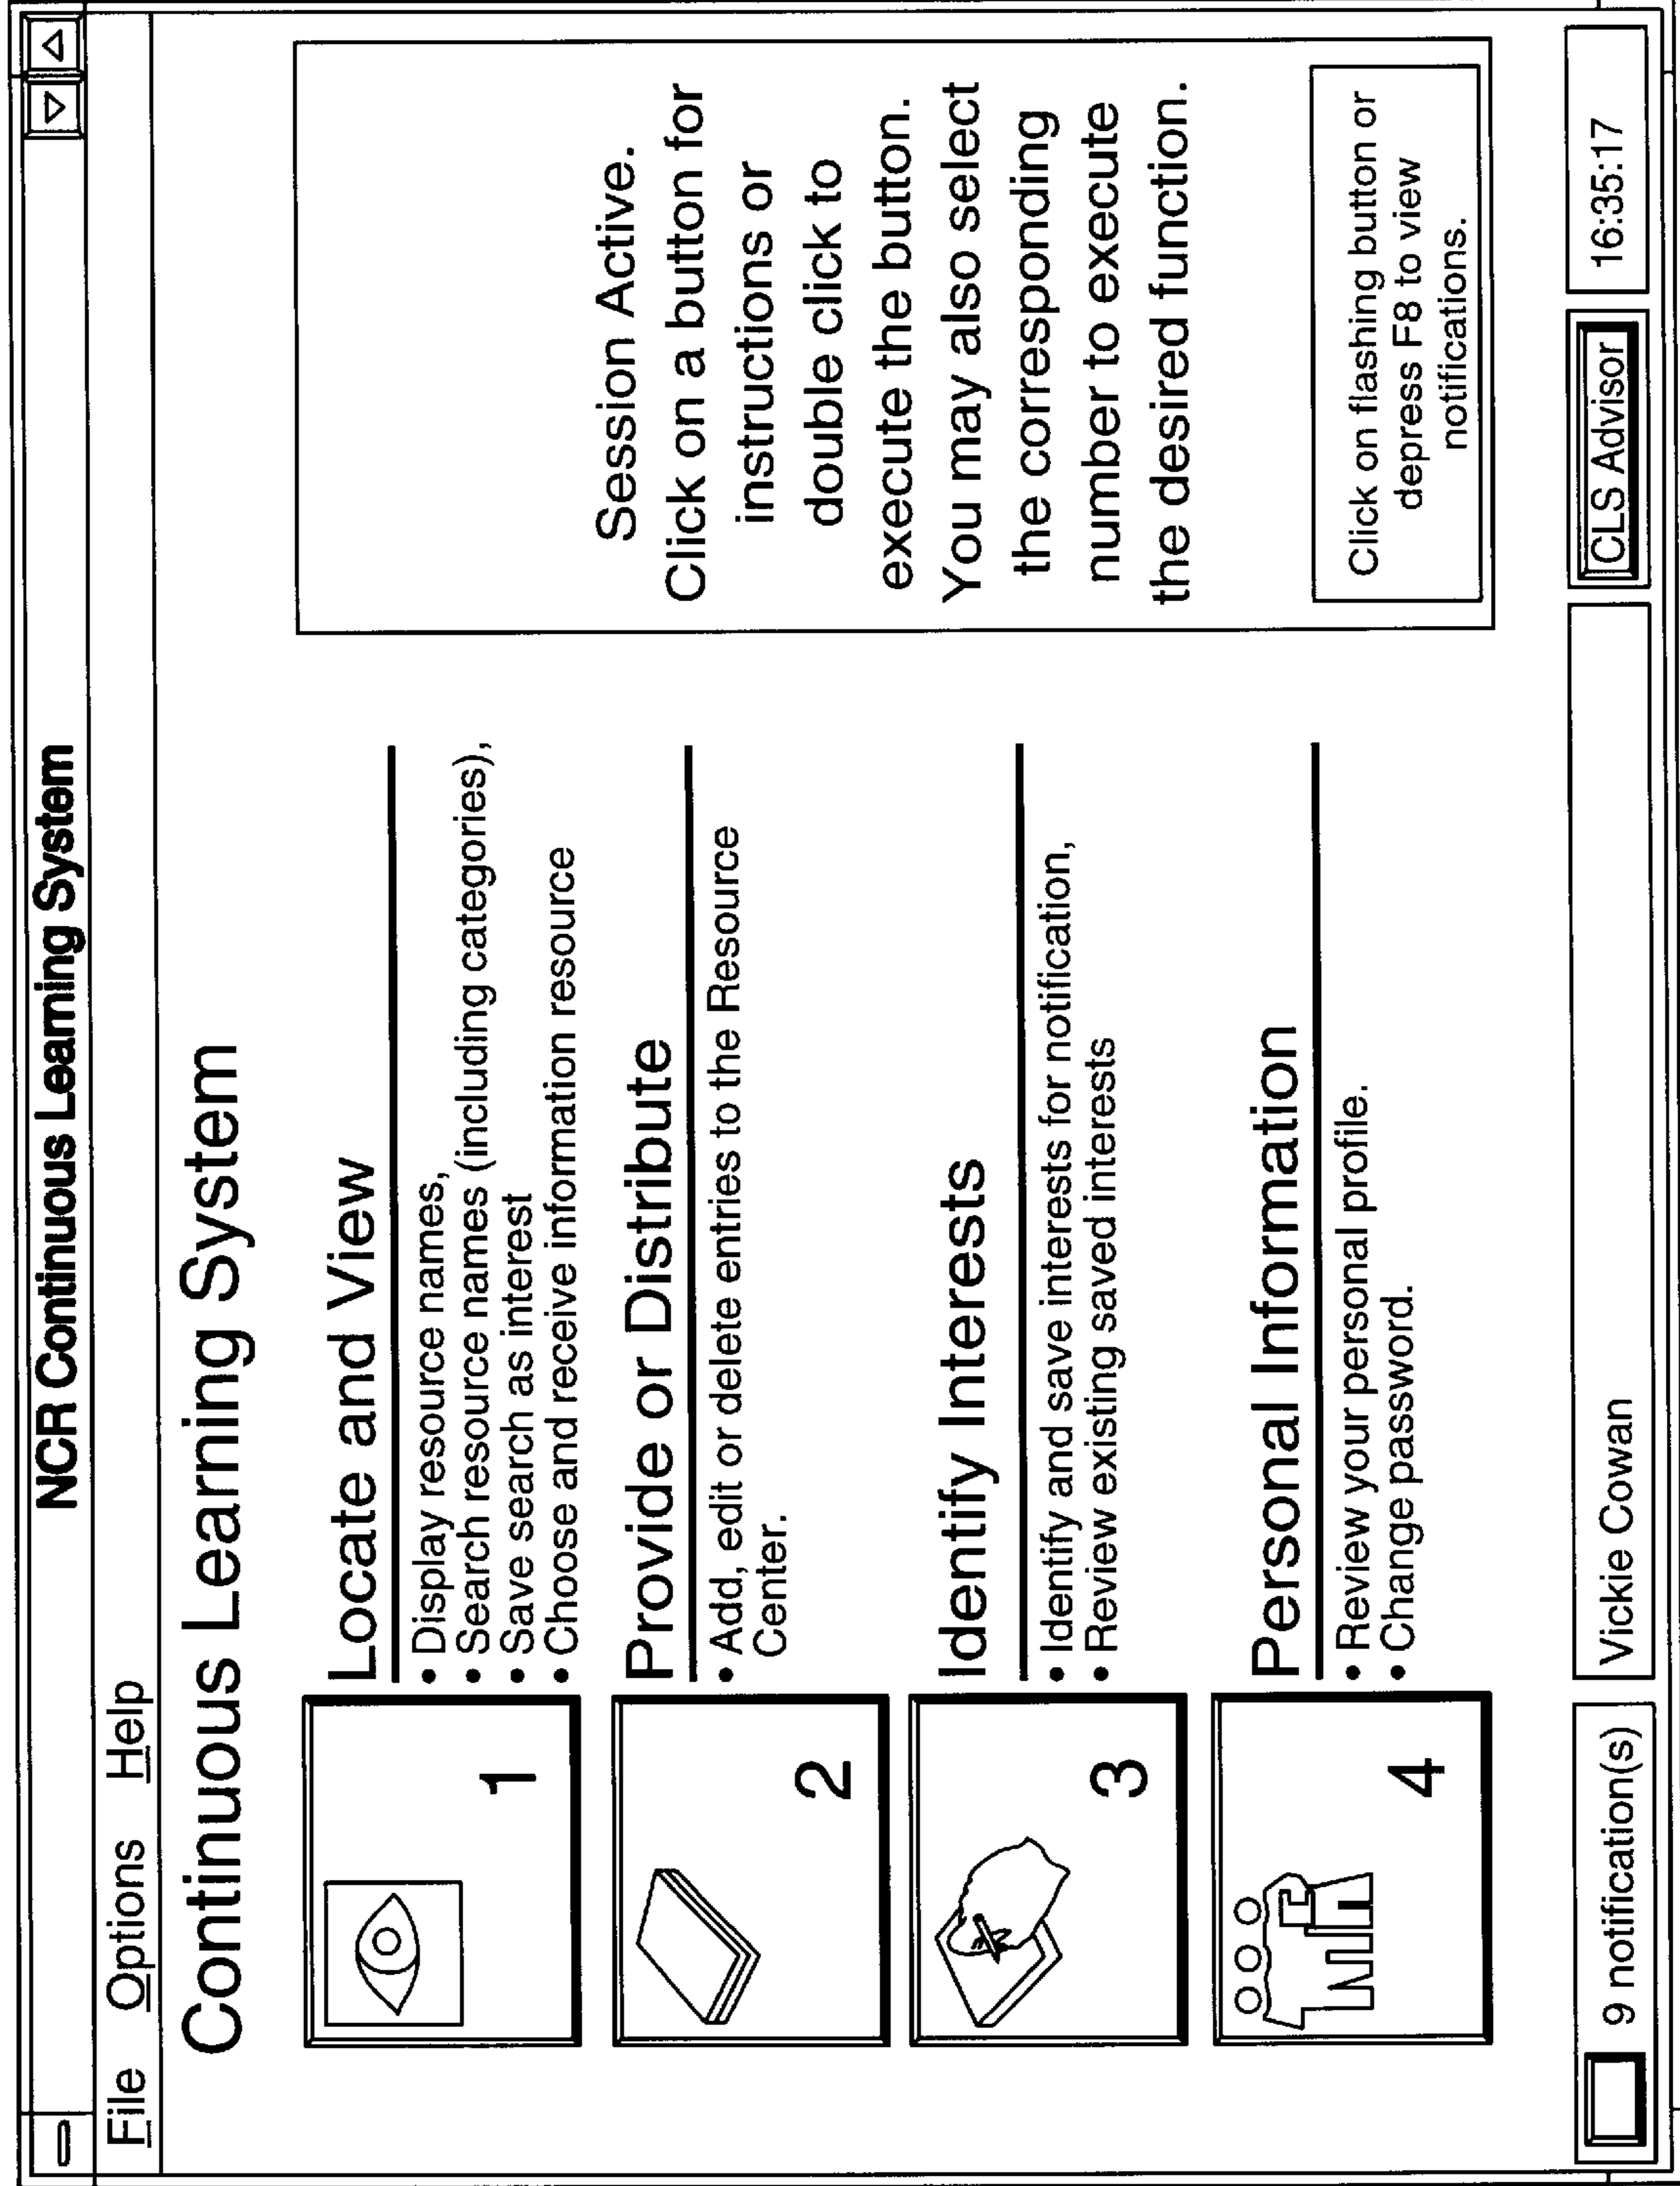 NCR Continuous Learning System
File Options Help
Continuous Learning System
1
Locate and View
• Display resource names,
• Search resource names (including categories),
• Save search as interest
• Choose and receive information resource
2
Provide or Distribute
• Add, edit or delete entries to the Resource
Center.
3
Identify Interests
• Identify and save interests for notification,
• Review existing saved interests
4
Personal Information
• Review your personal profile.
• Change password.
Session Active.
Click on a button for
instructions or
double click to
execute the button.
You may also select
the corresponding
number to execute
the desired function.
Click on flashing button or
depress F8 to view
notifications.
9 notification(s)
Vickie Cowan
CLS Advisor
16:35:17